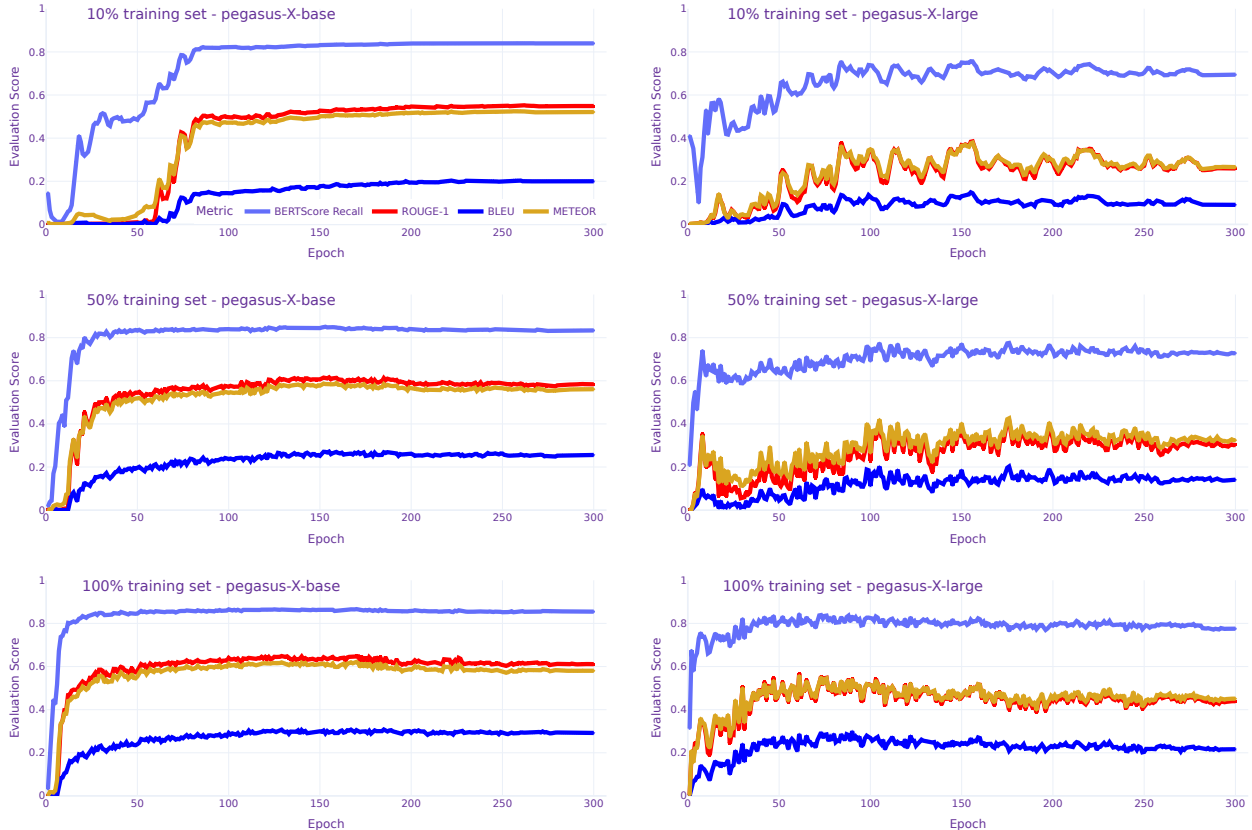 10% training set - pegasus-X-base
Evaluation Score
1
0.8
0.6
0.4
0.2
0
0 50 100 150 200 250 300
Epoch
Metric BERTScore Recall ROUGE-1 BLEU METEOR
10% training set - pegasus-X-large
Evaluation Score
1
0.8
0.6
0.4
0.2
0
0 50 100 150 200 250 300
Epoch
50% training set - pegasus-X-base
Evaluation Score
1
0.8
0.6
0.4
0.2
0
0 50 100 150 200 250 300
Epoch
50% training set - pegasus-X-large
Evaluation Score
1
0.8
0.6
0.4
0.2
0
0 50 100 150 200 250 300
Epoch
100% training set - pegasus-X-base
Evaluation Score
1
0.8
0.6
0.4
0.2
0
0 50 100 150 200 250 300
Epoch
100% training set - pegasus-X-large
Evaluation Score
1
0.8
0.6
0.4
0.2
0
0 50 100 150 200 250 300
Epoch